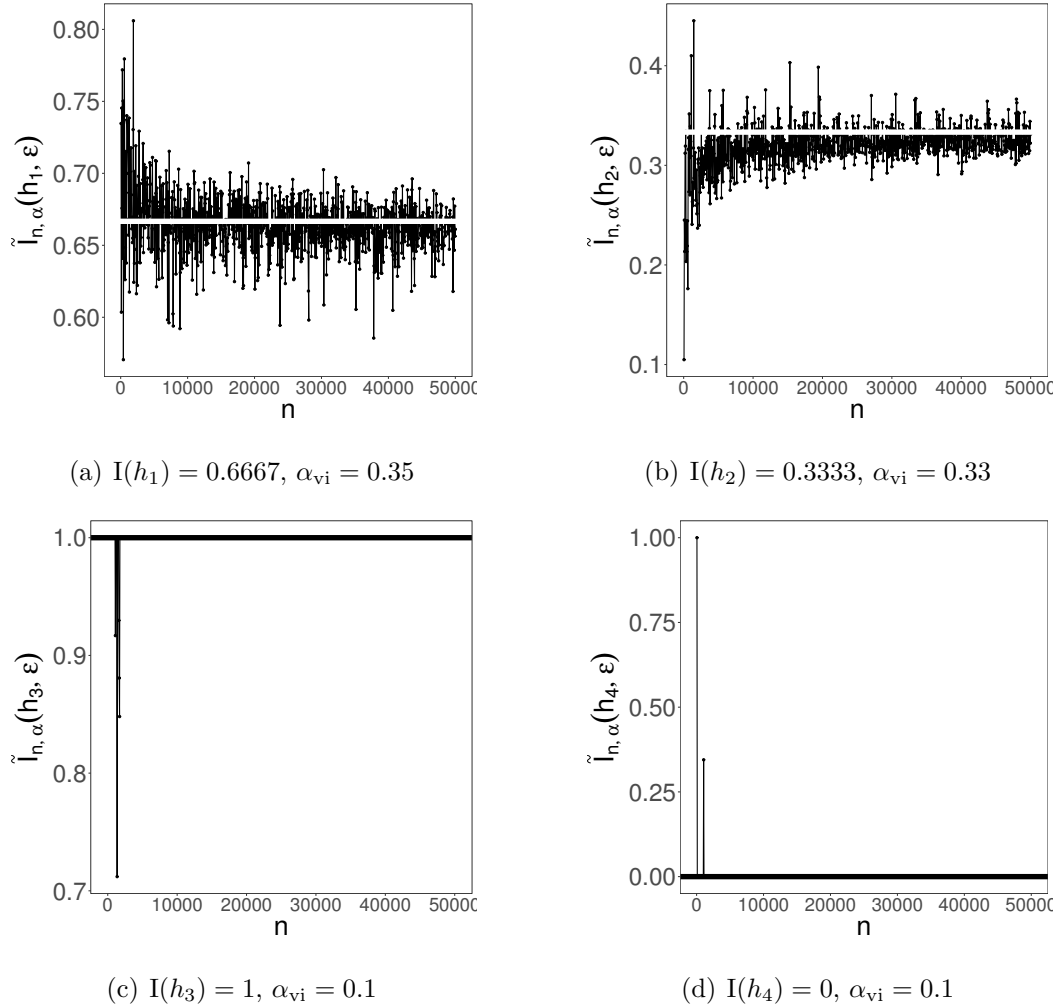 0.80
0.75
0.70
0.65
0.60
Ĩn,α(h1, ε)
0 10000 20000 30000 40000 50000
n
(a) I(h1) = 0.6667, αvi = 0.35
0.4
0.3
0.2
0.1
Ĩn,α(h2, ε)
0 10000 20000 30000 40000 50000
n
(b) I(h2) = 0.3333, αvi = 0.33
1.0
0.9
0.8
0.7
Ĩn,α(h3, ε)
0 10000 20000 30000 40000 50000
n
(c) I(h3) = 1, αvi = 0.1
1.00
0.75
0.50
0.25
0.00
Ĩn,α(h4, ε)
0 10000 20000 30000 40000 50000
n
(d) I(h4) = 0, αvi = 0.1